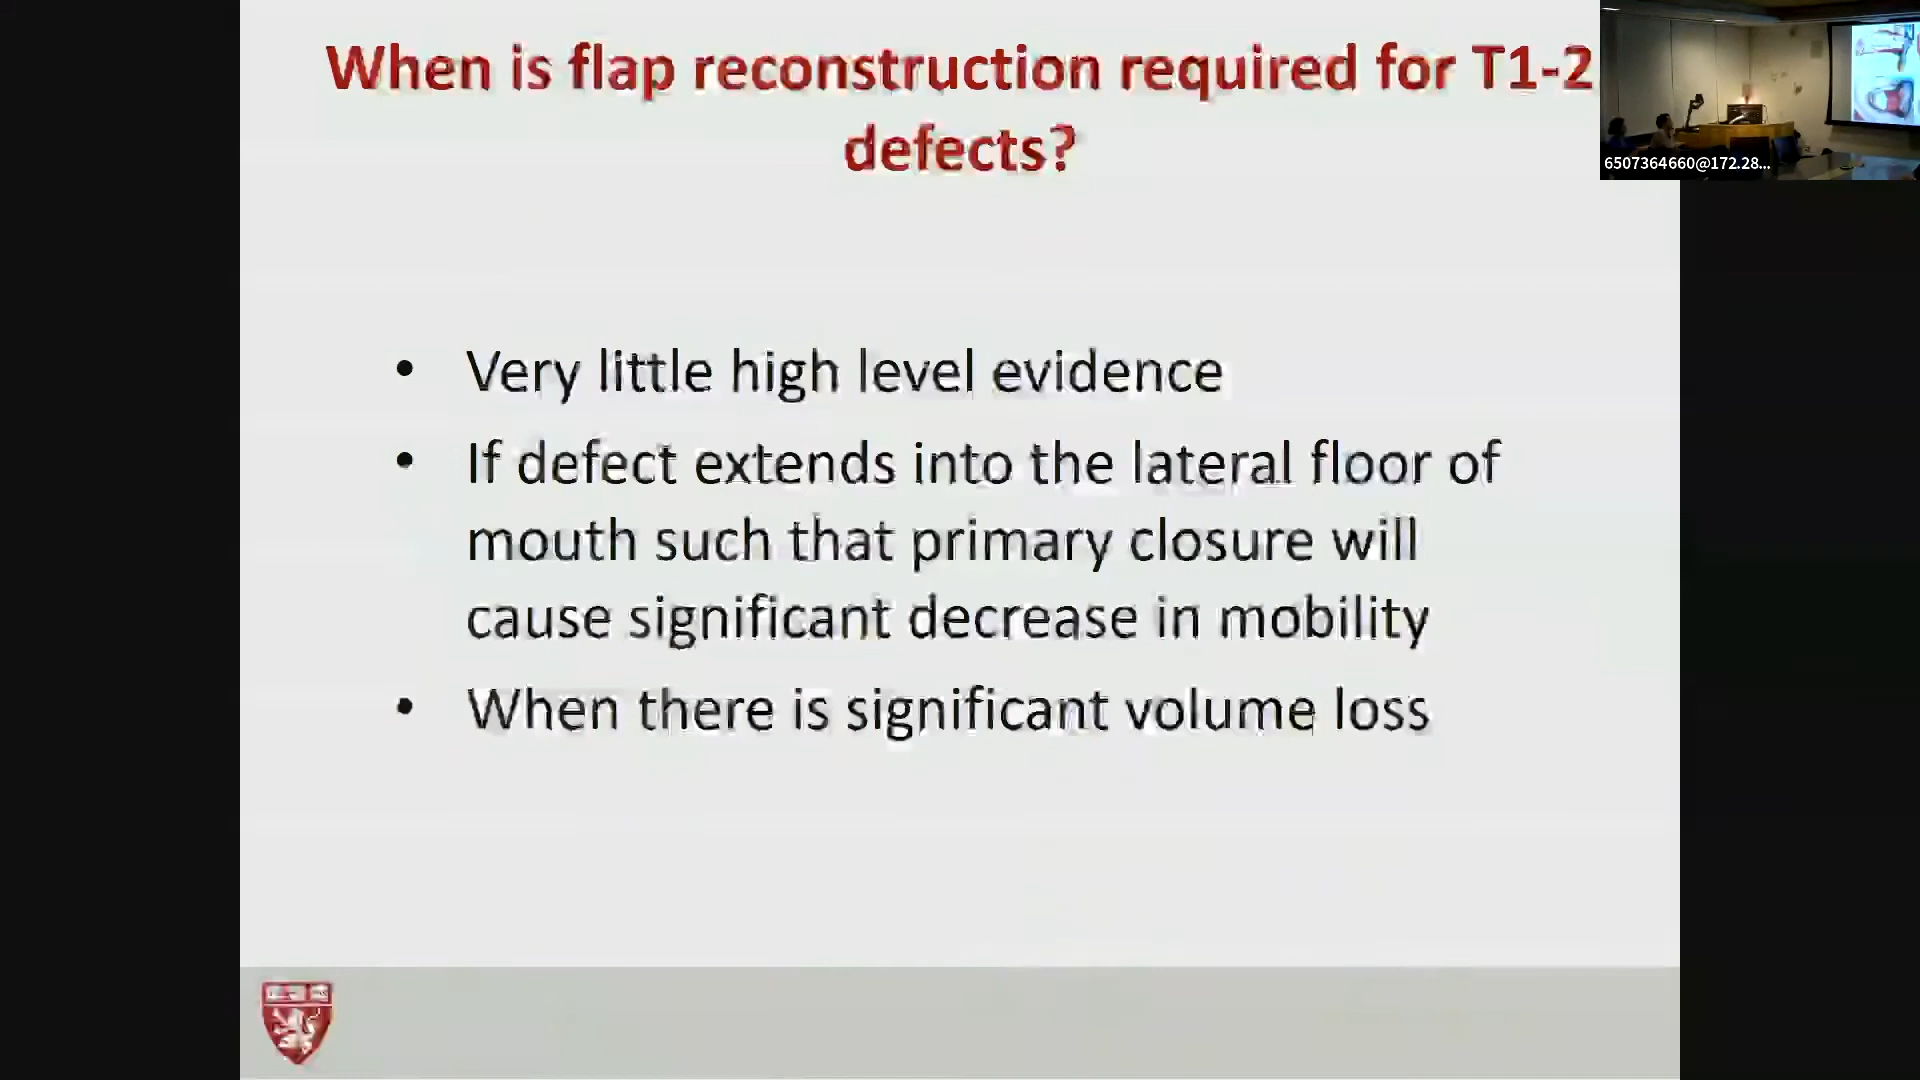 When is flap reconstruction required for T1-2
defects?
6507364660@172.28...
• Very little high level evidence
• If defect extends into the lateral floor of
mouth such that primary closure will
cause significant decrease in mobility
• When there is significant volume loss